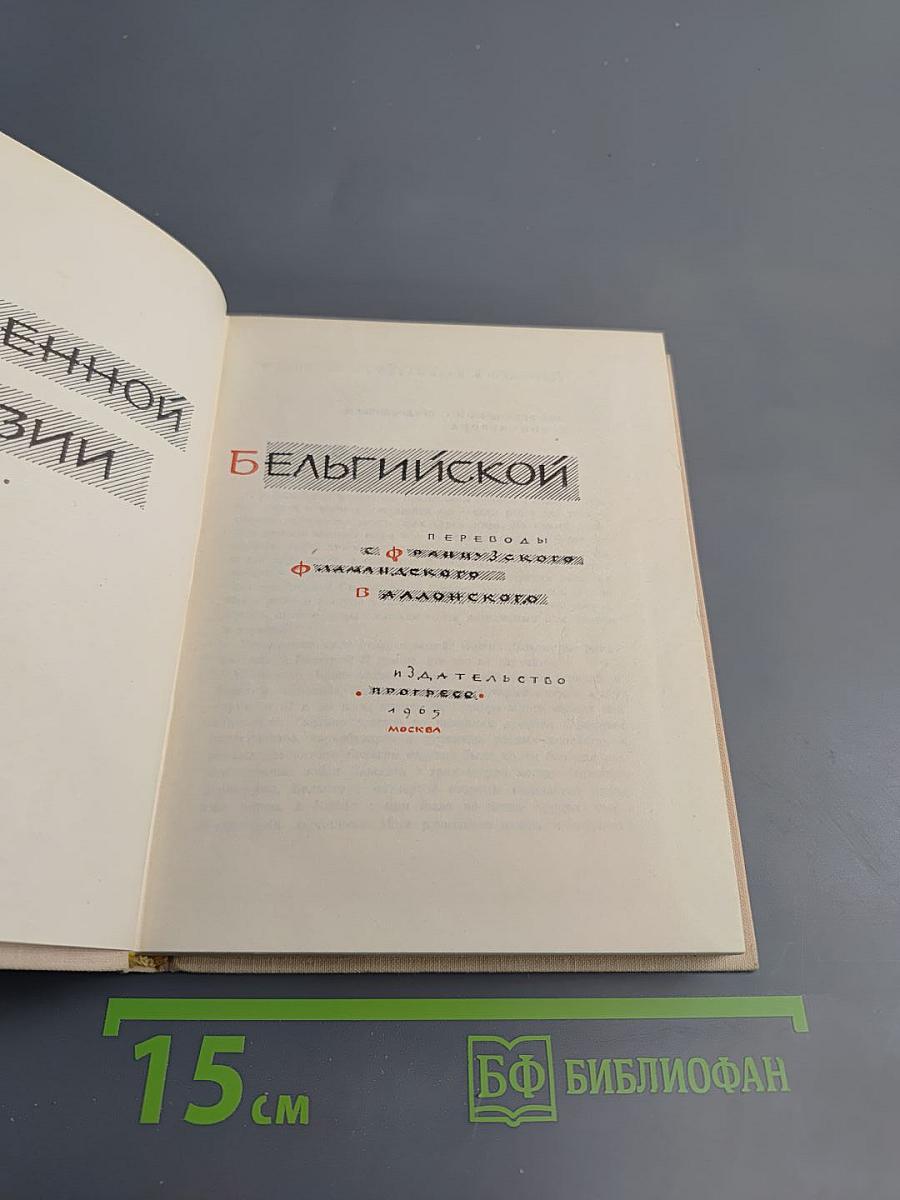 ЕННОЙ
ЗИИ
БЕЛЬГИЙСКОЙ
ПЕРЕВОДЫ
С ФРАНЦУЗСКОГО
ФЛАМАНДСКОГО
ВАЛЛОНСКОГО
ИЗДАТЕЛЬСТВО
•ПРОГРЕСС•
1965
МОСКВА
15 СМ
БФ БИБЛИОФАН